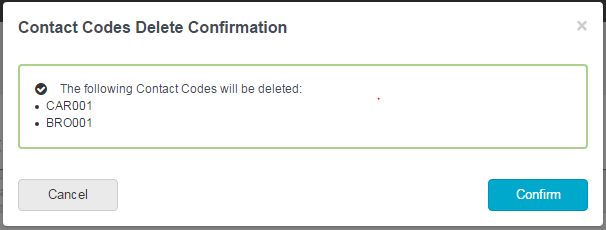 Contact Codes Delete Confirmation ×
The following Contact Codes will be deleted:
• CAR001
• BRO001
Cancel Confirm